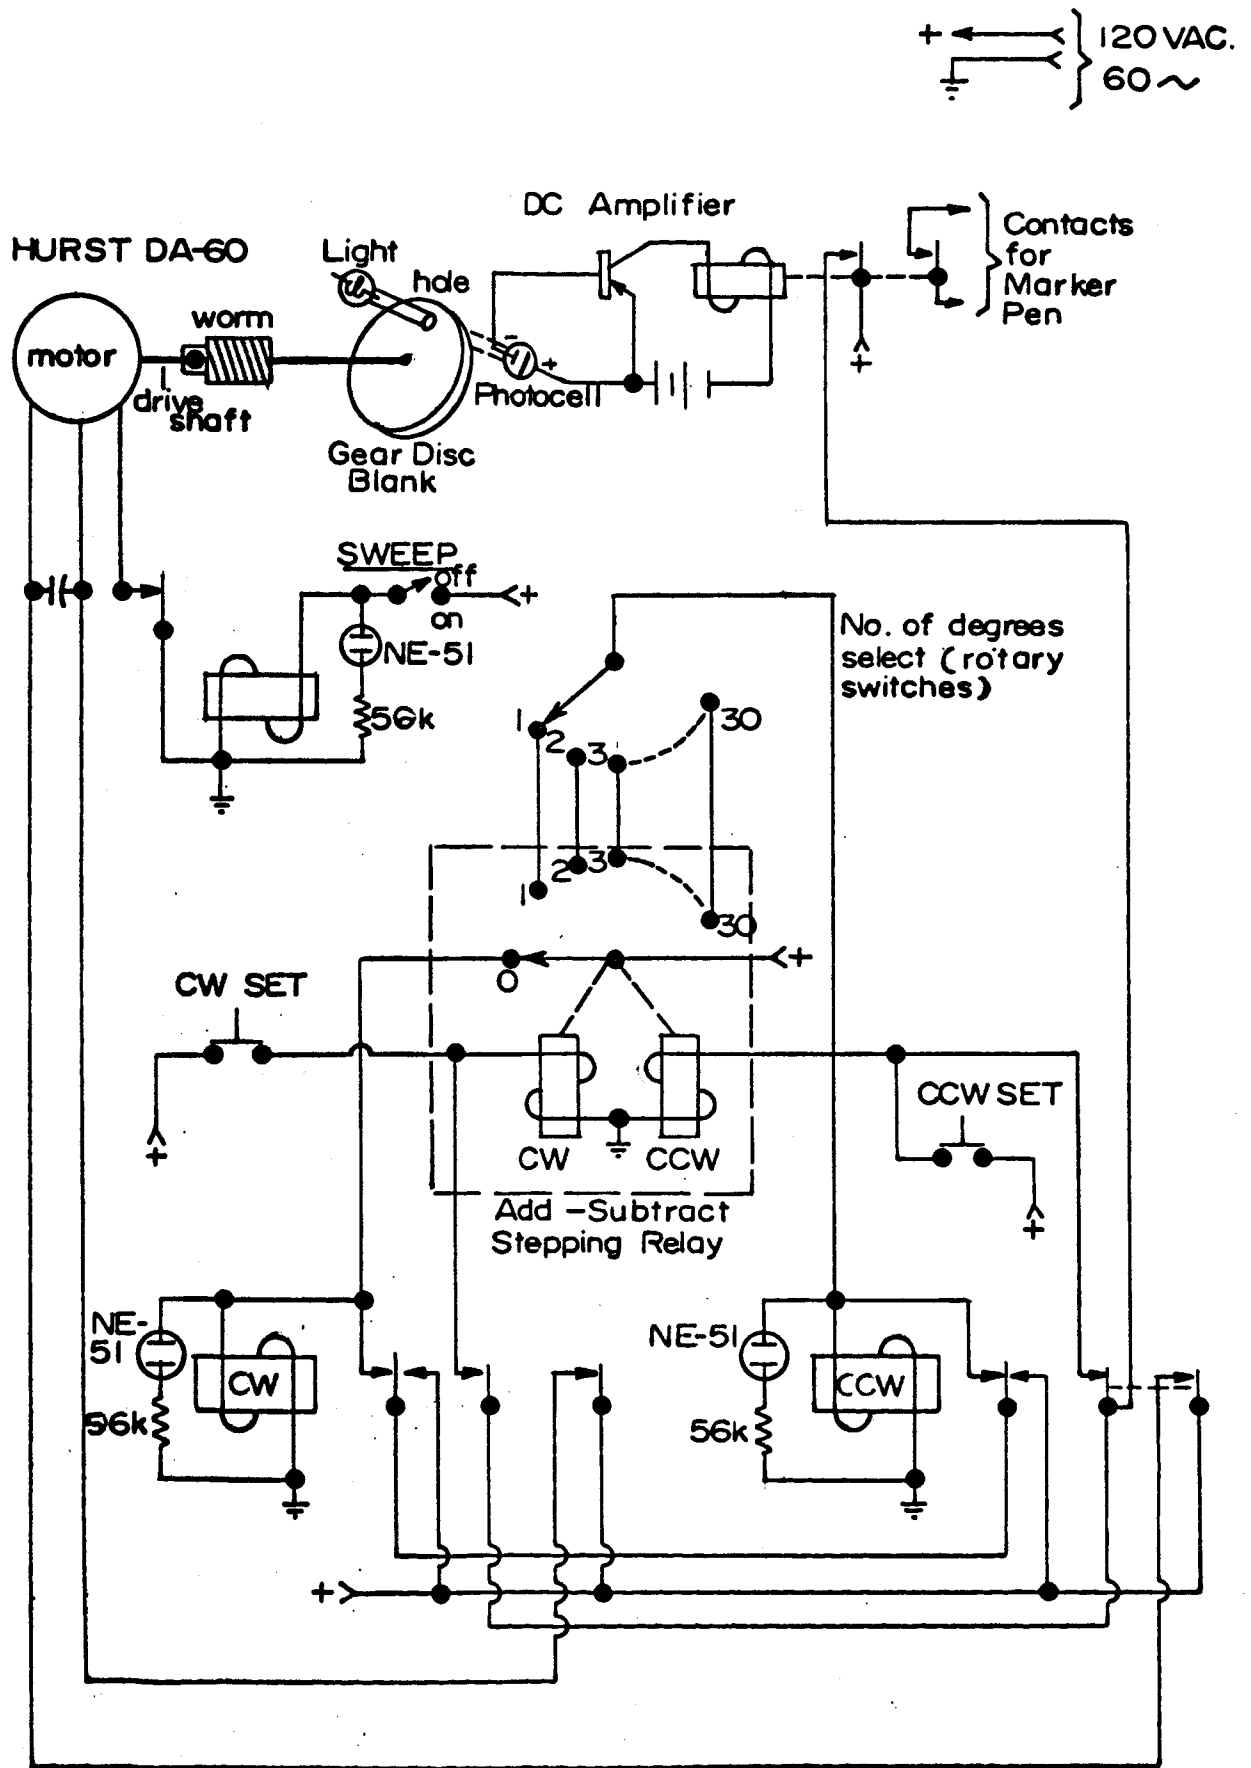 +
120 VAC.
60 ~
DC Amplifier
HURST DA-60
Light
hole
Contacts
for
Marker
Pen
worm
motor
-
+
+
drive
shaft
Photocell
Gear Disc
Blank
SWEEP
off
+
on
NE-51
56k
No. of degrees
select (rotary
switches)
1
2
3
30
1
2
3
30
+
0
CW SET
CCW SET
+
CW
CCW
+
Add -Subtract
Stepping Relay
NE-
51
CW
56k
NE-51
CCW
56k
+